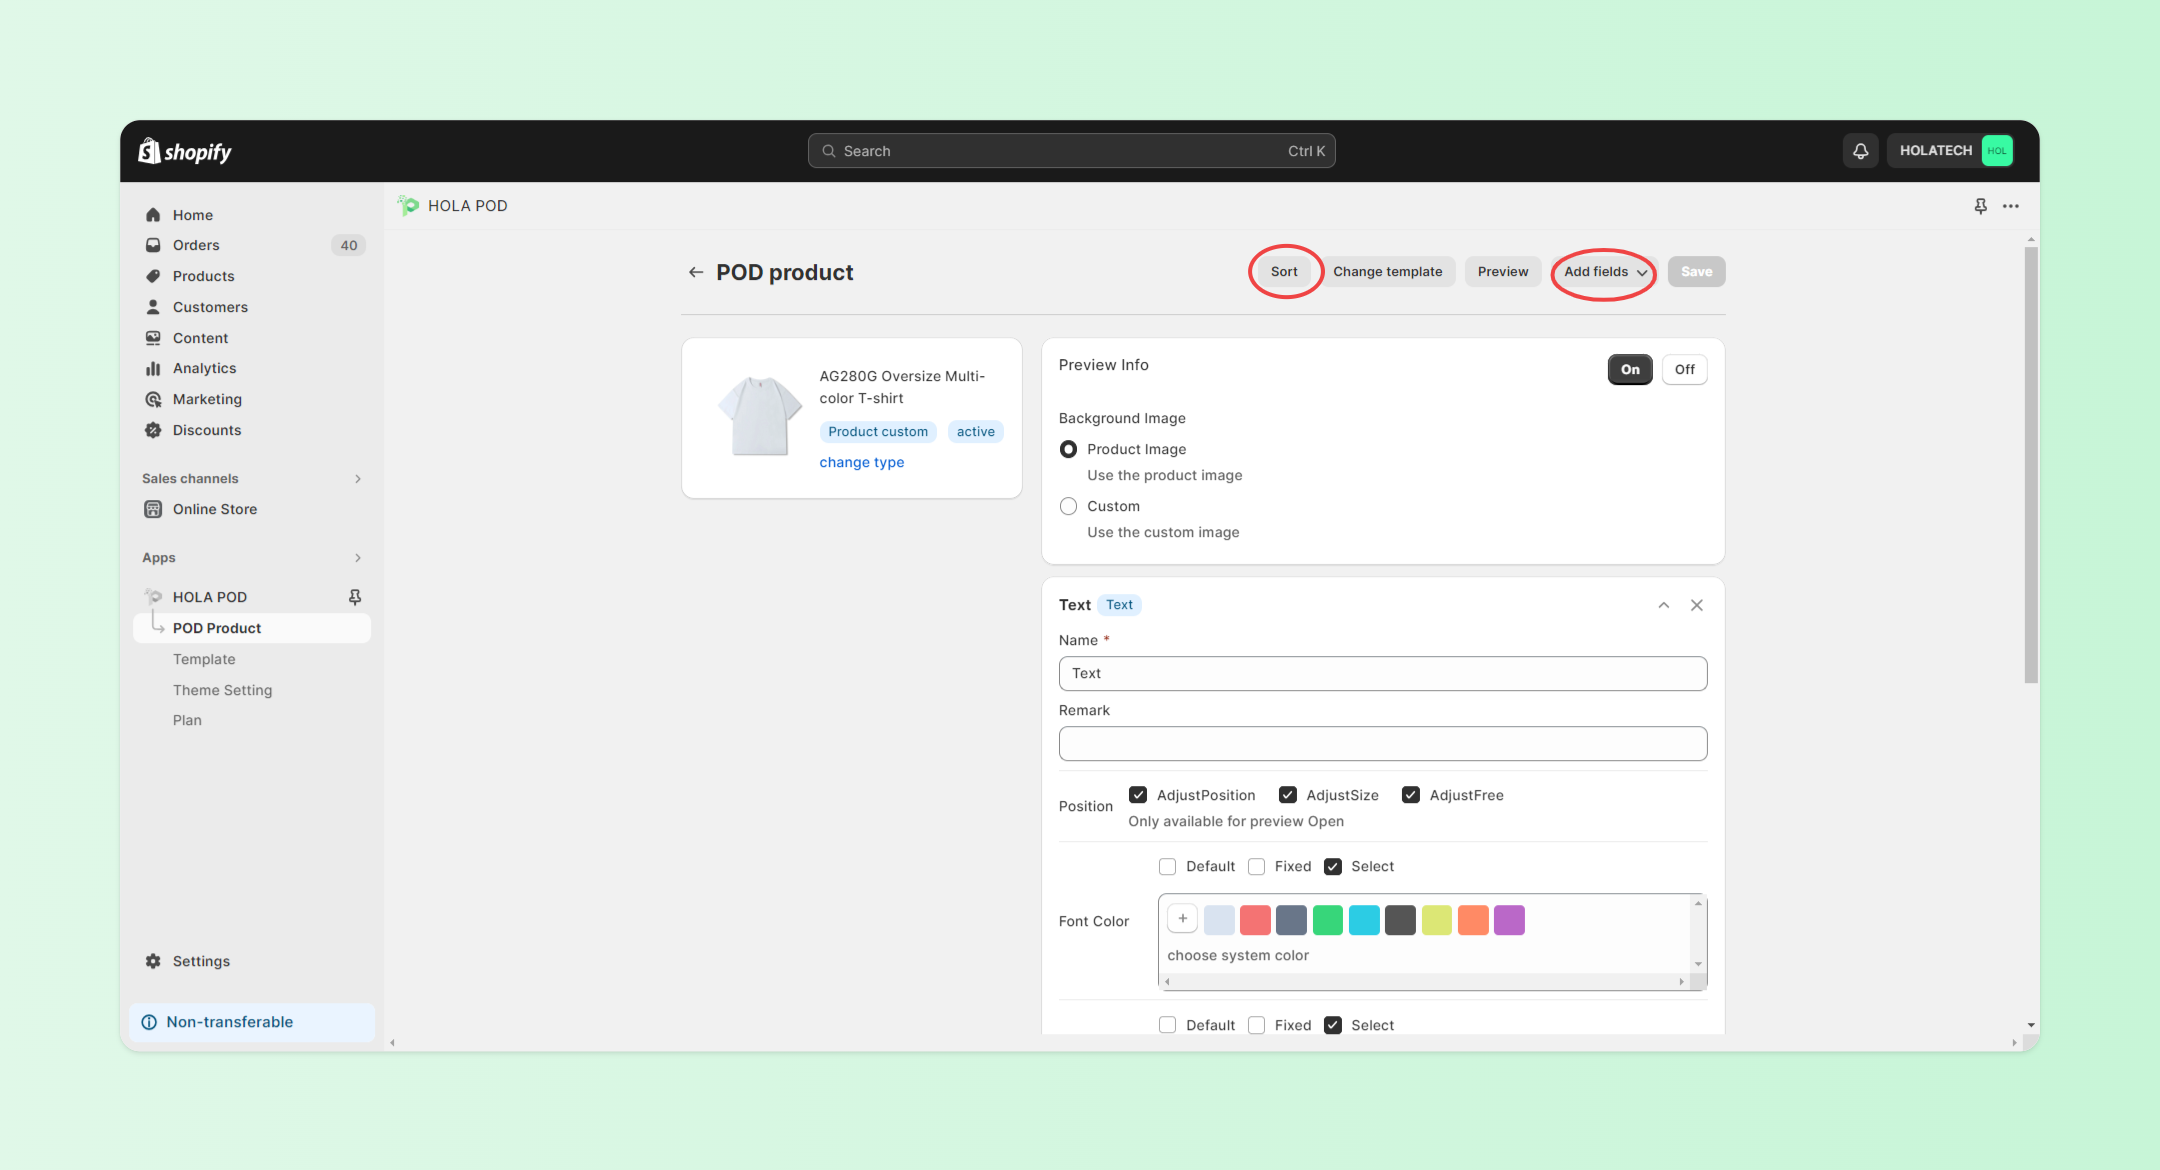 shopify
Search
Ctrl K
HOLATECH
HOL
Home
Orders
40
Products
Customers
Content
Analytics
Marketing
Discounts
Sales channels
Online Store
Apps
HOLA POD
POD Product
Template
Theme Setting
Plan
Settings
Non-transferable
HOLA POD
POD product
Sort
Change template
Preview
Add fields
Save
AG280G Oversize Multi-
color T-shirt
Product custom
active
change type
Preview Info
On
Off
Background Image
Product Image
Use the product image
Custom
Use the custom image
Text
Text
Name *
Text
Remark
Position
AdjustPosition
AdjustSize
AdjustFree
Only available for preview Open
Default
Fixed
Select
Font Color
+
choose system color
Default
Fixed
Select